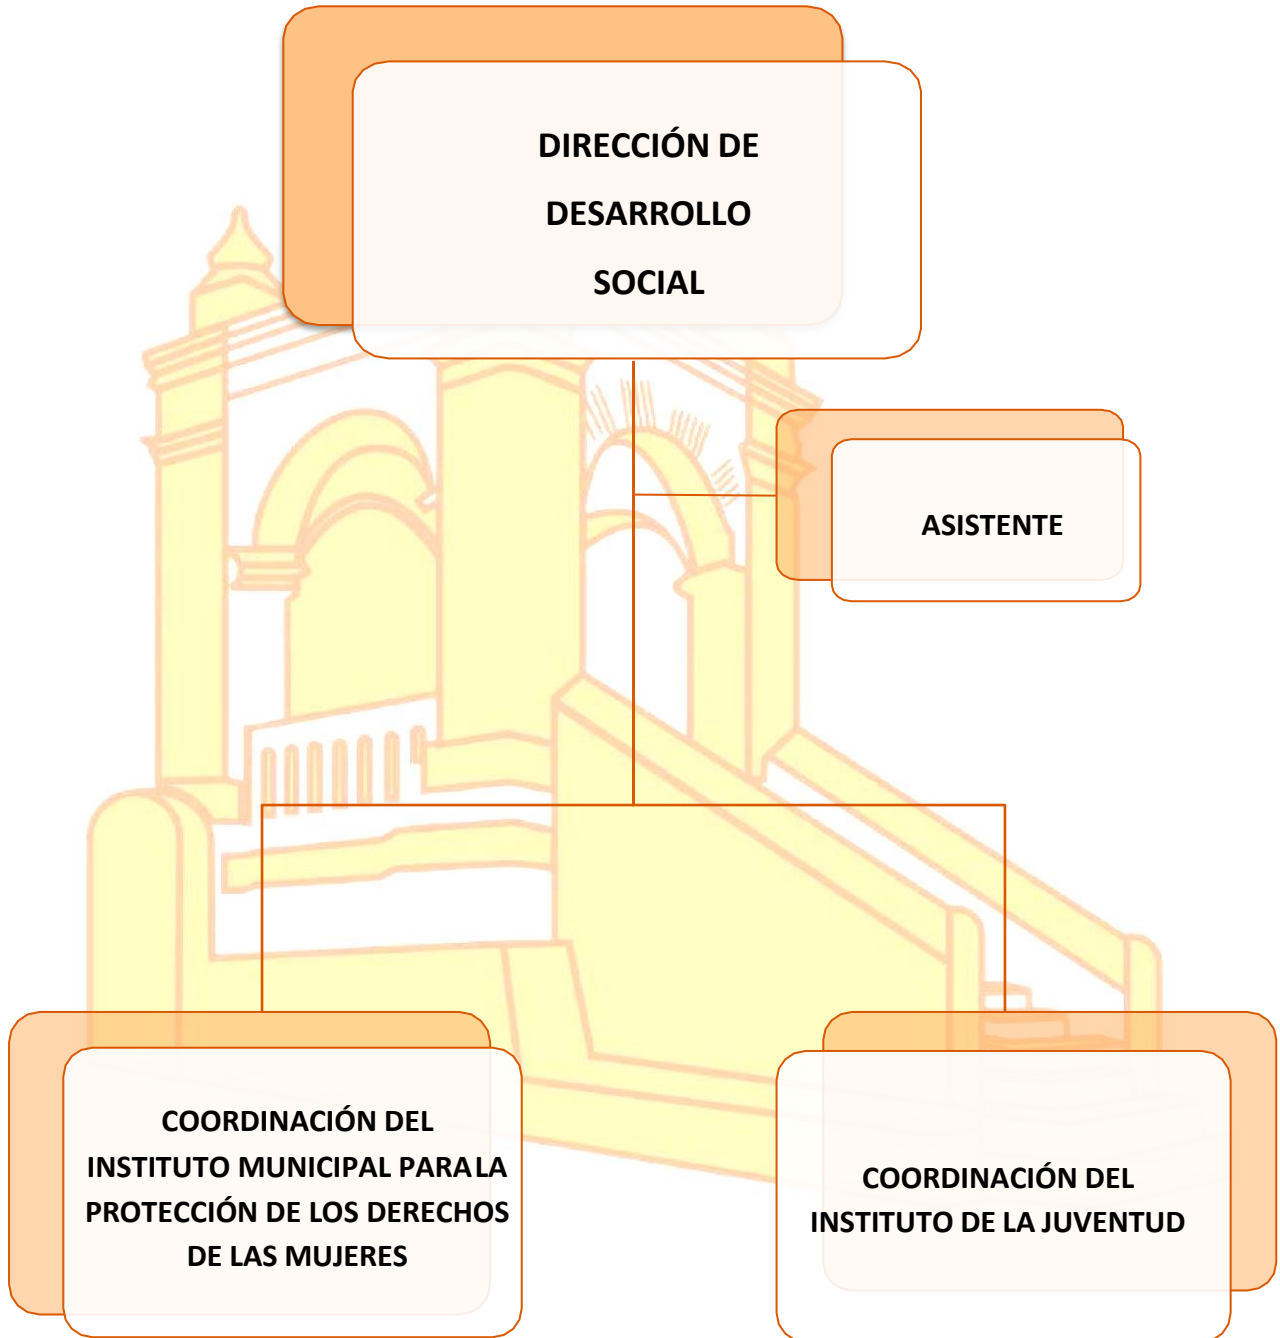 DIRECCIÓN DE
DESARROLLO
SOCIAL
ASISTENTE
COORDINACIÓN DEL
INSTITUTO MUNICIPAL PARA LA
PROTECCIÓN DE LOS DERECHOS
DE LAS MUJERES
COORDINACIÓN DEL
INSTITUTO DE LA JUVENTUD